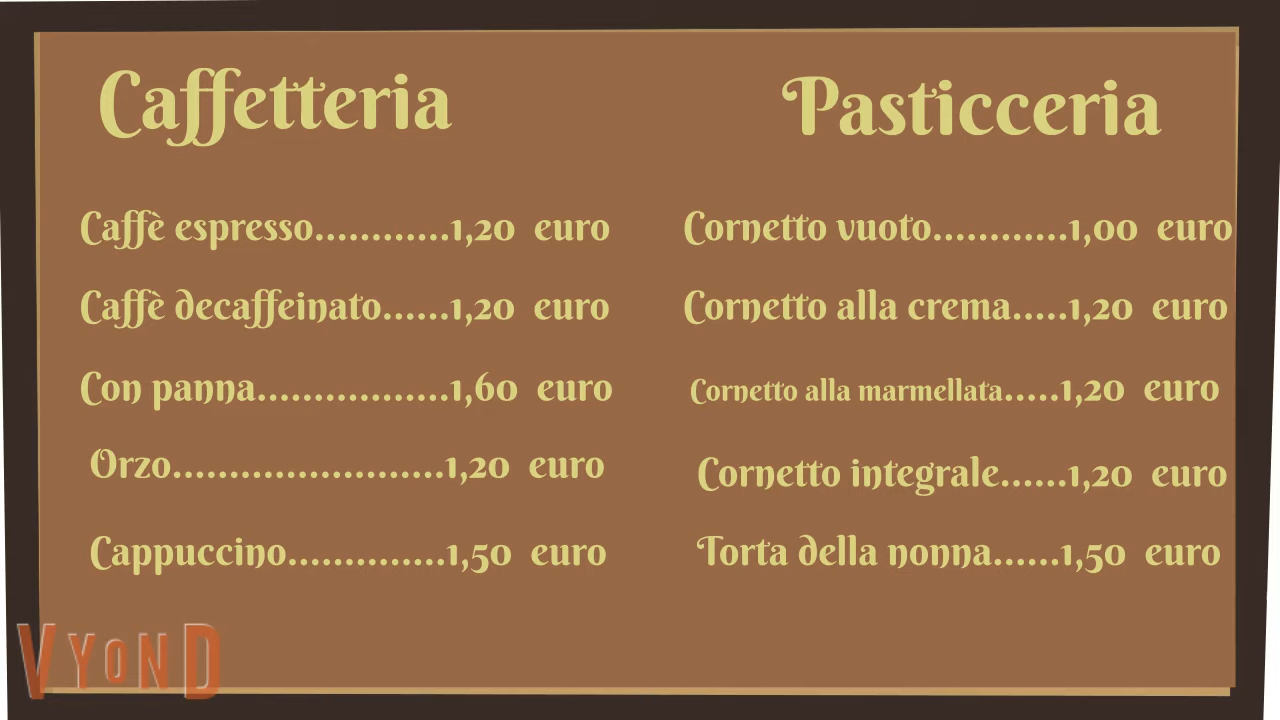 Caffetteria
Caffè espresso............1,20 euro
Caffè decaffeinato......1,20 euro
Con panna.................1,60 euro
Orzo........................1,20 euro
Cappuccino..............1,50 euro
Pasticceria
Cornetto vuoto............1,00 euro
Cornetto alla crema.....1,20 euro
Cornetto alla marmellata.....1,20 euro
Cornetto integrale......1,20 euro
Torta della nonna......1,50 euro
VYOND